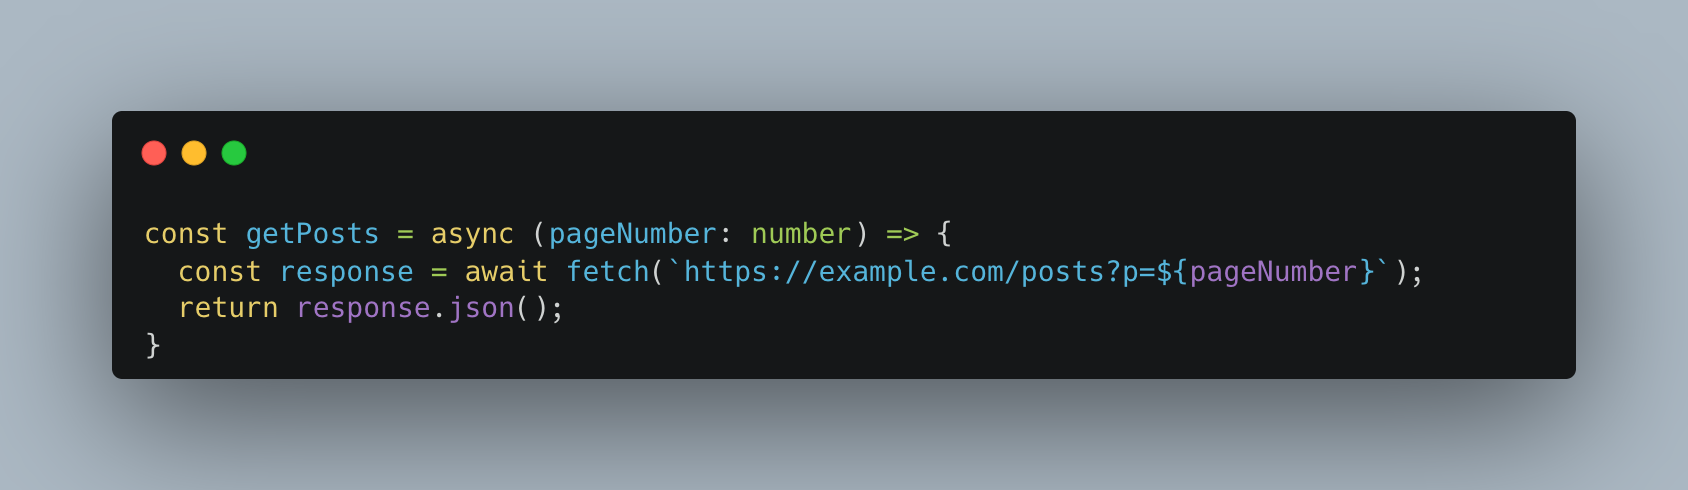 const getPosts = async (pageNumber: number) => {
  const response = await fetch(`https://example.com/posts?p=${pageNumber}`);
  return response.json();
}